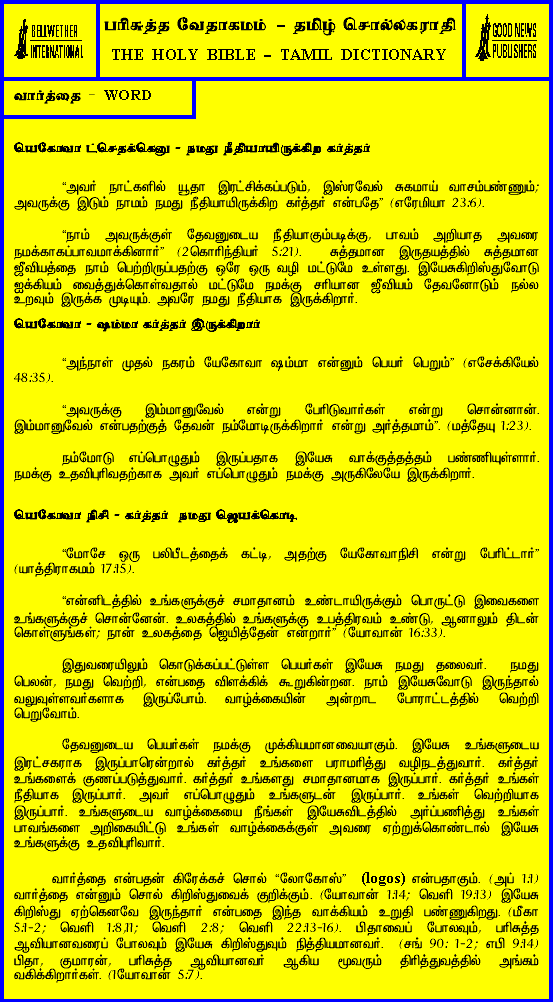 BELLWETHER
INTERNATIONAL
பரிசுத்த வேதாகமம் – தமிழ் சொல்லகராதி
THE HOLY BIBLE – TAMIL DICTIONARY
GOOD NEWS
PUBLISHERS
வார்த்தை - WORD
யெகோவா ட்செதக்கெனு - நமது நீதியாயிருக்கிற கர்த்தர்
“அவர் நாட்களில் யூதா இரட்சிக்கப்படும், இஸ்ரவேல் சுகமாய் வாசம்பண்ணும்;
அவருக்கு இடும் நாமம் நமது நீதியாயிருக்கிற கர்த்தர் என்பதே” (எரேமியா 23:6).
“நாம் அவருக்குள் தேவனுடைய நீதியாகும்படிக்கு, பாவம் அறியாத அவரை
நமக்காகப்பாவமாக்கினார்” (2கொரிந்தியர் 5:21). சுத்தமான இருதயத்தில் சுத்தமான
ஜீவியத்தை நாம் பெற்றிருப்பதற்கு ஒரே ஒரு வழி மட்டுமே உள்ளது. இயேசுகிறிஸ்துவோடு
ஐக்கியம் வைத்துக்கொள்வதால் மட்டுமே நமக்கு சரியான ஜீவியம் தேவனோடும் நல்ல
உறவும் இருக்க முடியும். அவரே நமது நீதியாக இருக்கிறார்.
யெகோவா - ஷம்மா கர்த்தர் இருக்கிறார்
“அந்நாள் முதல் நகரம் யேகோவா ஷம்மா என்னும் பெயர் பெறும்” (எசேக்கியேல்
48:35).
“அவருக்கு இம்மானுவேல் என்று பேரிடுவார்கள் என்று சொன்னான்.
இம்மானுவேல் என்பதற்குத் தேவன் நம்மோடிருக்கிறார் என்று அர்த்தமாம்”. (மத்தேயு 1:23).
நம்மோடு எப்பொழுதும் இருப்பதாக இயேசு வாக்குத்தத்தம் பண்ணியுள்ளார்.
நமக்கு உதவிபுரிவதற்காக அவர் எப்பொழுதும் நமக்கு அருகிலேயே இருக்கிறார்.
யெகோவா நிசி - கர்த்தர் நமது ஜெயக்கொடி.
“மோசே ஒரு பலிபீடத்தைக் கட்டி, அதற்கு யேகோவாநிசி என்று பேரிட்டார்”
(யாத்திராகமம் 17:15).
“என்னிடத்தில் உங்களுக்குச் சமாதானம் உண்டாயிருக்கும் பொருட்டு இவைகளை
உங்களுக்குச் சொன்னேன். உலகத்தில் உங்களுக்கு உபத்திரவம் உண்டு, ஆனாலும் திடன்
கொள்ளுங்கள்; நான் உலகத்தை ஜெயித்தேன் என்றார்” (யோவான் 16:33).
இதுவரையிலும் கொடுக்கப்பட்டுள்ள பெயர்கள் இயேசு நமது தலைவர். நமது
பெலன், நமது வெற்றி, என்பதை விளக்கிக் கூறுகின்றன. நாம் இயேசுவோடு இருந்தால்
வலுவுள்ளவர்களாக இருப்போம். வாழ்க்கையின் அன்றாட போராட்டத்தில் வெற்றி
பெறுவோம்.
தேவனுடைய பெயர்கள் நமக்கு முக்கியமானவையாகும். இயேசு உங்களுடைய
இரட்சகராக இருப்பாரென்றால் கர்த்தர் உங்களை பராமரித்து வழிநடத்துவார். கர்த்தர்
உங்களைக் குணப்படுத்துவார். கர்த்தர் உங்களது சமாதானமாக இருப்பார். கர்த்தர் உங்கள்
நீதியாக இருப்பார். அவர் எப்பொழுதும் உங்களுடன் இருப்பார். உங்கள் வெற்றியாக
இருப்பார். உங்களுடைய வாழ்க்கையை நீங்கள் இயேசுவிடத்தில் அர்ப்பணித்து உங்கள்
பாவங்களை அறிகையிட்டு உங்கள் வாழ்க்கைக்குள் அவரை ஏற்றுக்கொண்டால் இயேசு
உங்களுக்கு உதவிபுரிவார்.
வார்த்தை என்பதன் கிரேக்கச் சொல் “லோகோஸ்” (logos) என்பதாகும். (அப் 1:1)
வார்த்தை என்னும் சொல் கிறிஸ்துவைக் குறிக்கும். (யோவான் 1:14; வெளி 19:13) இயேசு
கிறிஸ்து ஏற்கெனவே இருந்தார் என்பதை இந்த வாக்கியம் உறுதி பண்ணுகிறது. (மீகா
5:1-2; வெளி 1:8,11; வெளி 2:8; வெளி 22:13-16). பிதாவைப் போலவும், பரிசுத்த
ஆவியானவரைப் போலவும் இயேசு கிறிஸ்துவும் நித்தியமானவர். (சங் 90: 1-2; எபி 9:14)
பிதா, குமாரன், பரிசுத்த ஆவியானவர் ஆகிய மூவரும் திரித்துவத்தில் அங்கம்
வகிக்கிறார்கள். (1யோவான் 5:7).